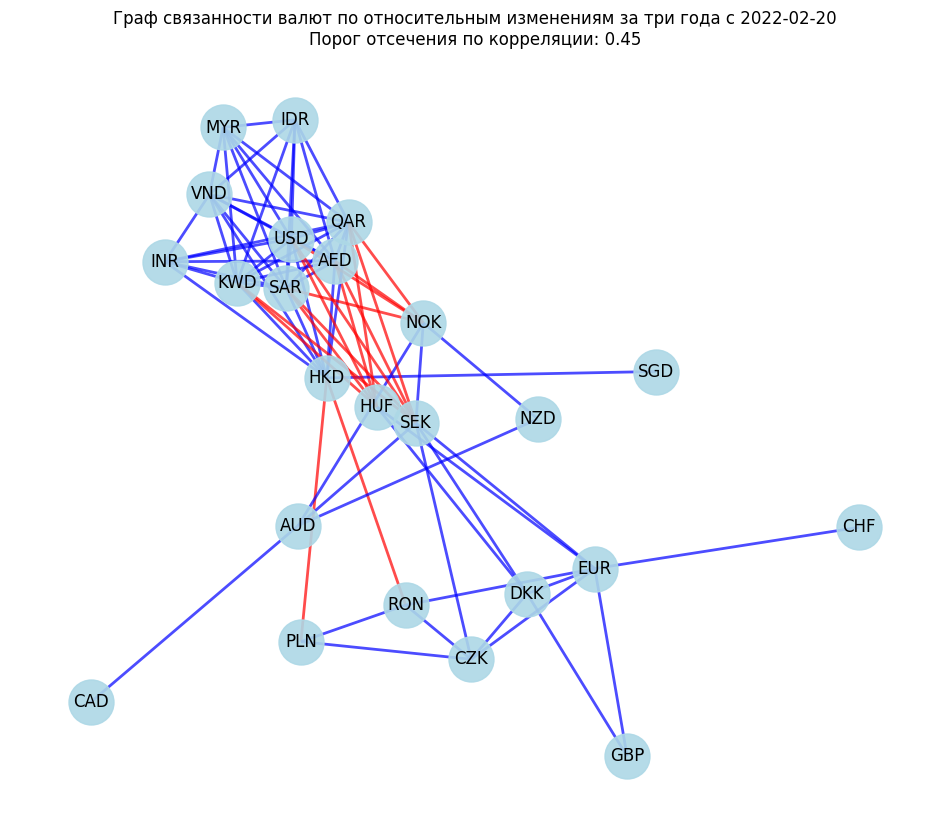 Граф связанности валют по относительным изменениям за три года с 2022-02-20
Порог отсечения по корреляции: 0.45
IDR
MYR
VND
QAR
USD
AED
INR
KWD
SAR
NOK
SGD
HKD
HUF
NZD
SEK
AUD
CHF
EUR
DKK
RON
PLN
CZK
CAD
GBP